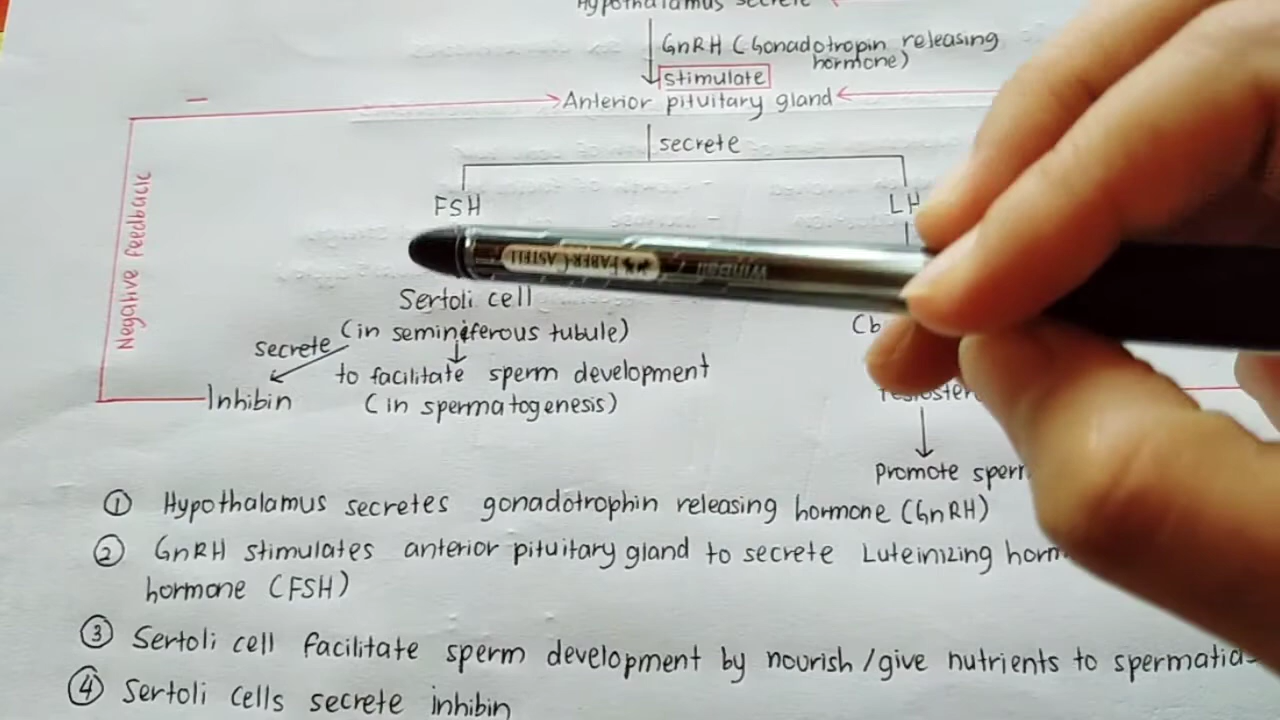 Hypothalamus secrete
GnRH (Gonadotropin releasing
hormone)
stimulate
Anterior pituitary gland
secrete
FSH
LH
Negative feedback
FABER-CASTELL
Sertoli cell
(in seminiferous tubule)
secrete
to facilitate sperm development
Inhibin
(in spermatogenesis)
Promote
① Hypothalamus secretes gonadotrophin releasing hormone (GnRH)
② GnRH stimulates anterior pituitary gland to secrete Luteinizing
hormone (FSH)
③ Sertoli cell facilitate sperm development by nourish/give nutrients to
④ Sertoli cells secrete inhibin